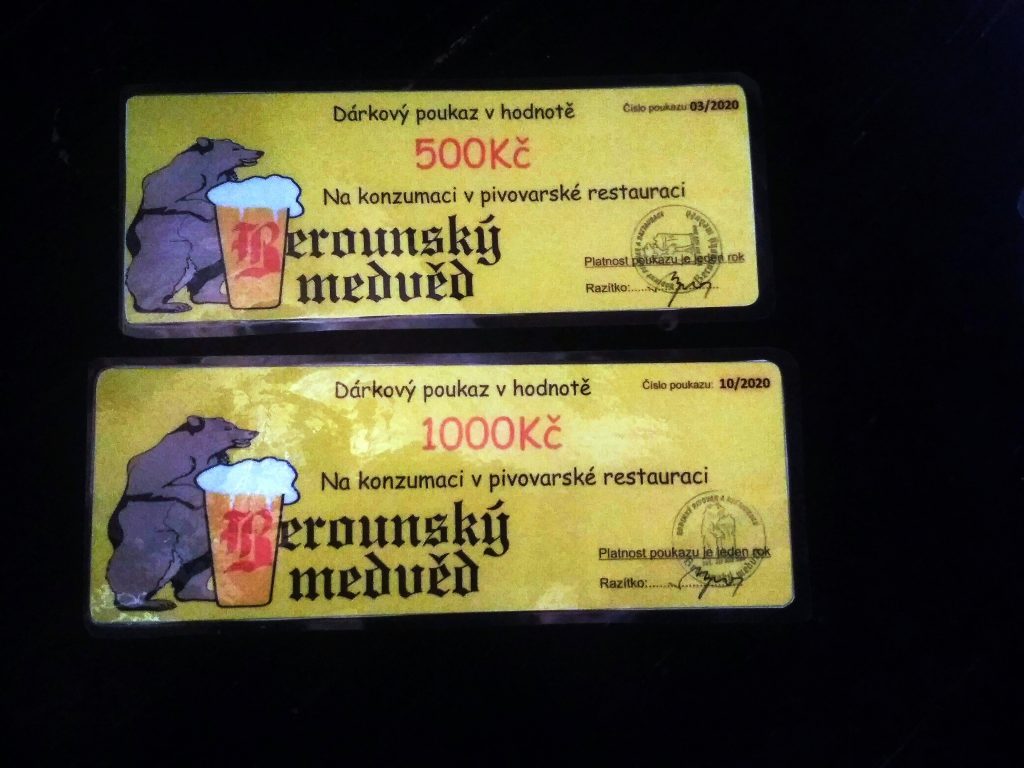 Dárkový poukaz v hodnotě
Číslo poukazu: 03/2020
500Kč
Na konzumaci v pivovarské restauraci
Berounský
medvěd
Platnost poukazu je jeden rok
Razítko:
Dárkový poukaz v hodnotě
Číslo poukazu: 10/2020
1000Kč
Na konzumaci v pivovarské restauraci
Berounský
medvěd
Platnost poukazu je jeden rok
Razítko: